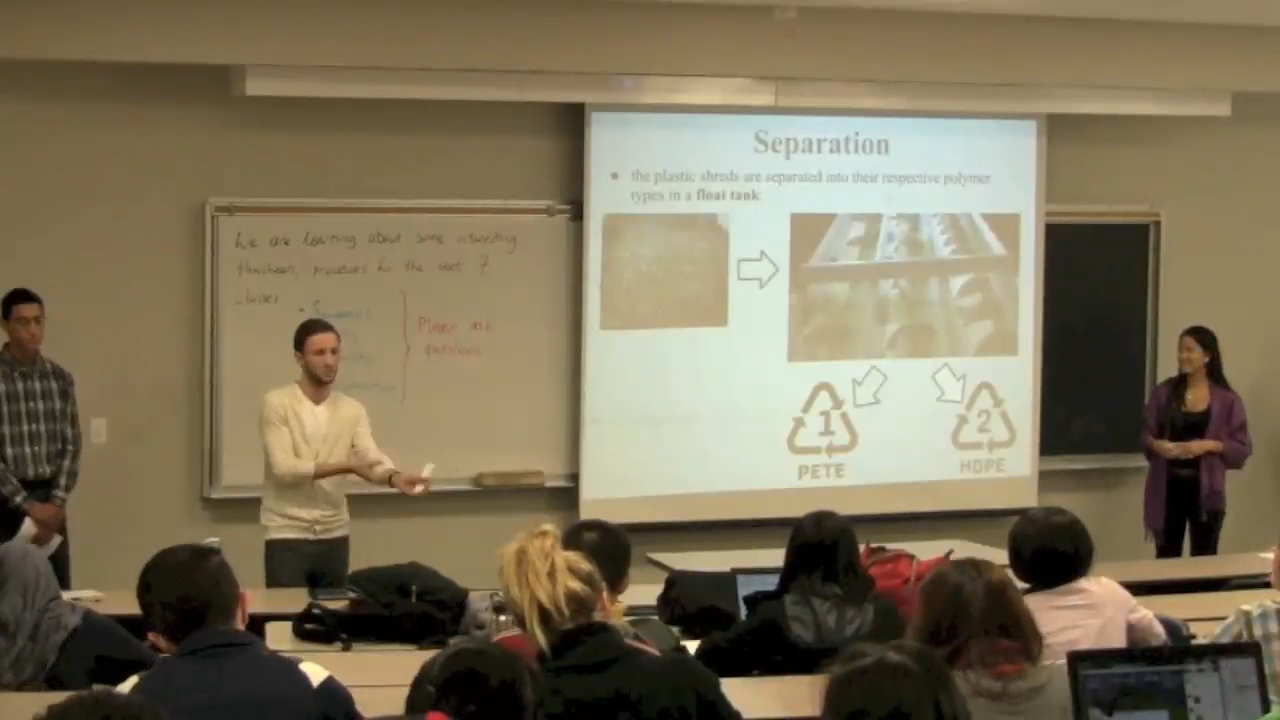 We are learning about some interesting
processes for the next 7
Please ask
questions
Separation
• the plastic shreds are separated into their respective polymer
types in a float tank:
1
PETE
2
HDPE